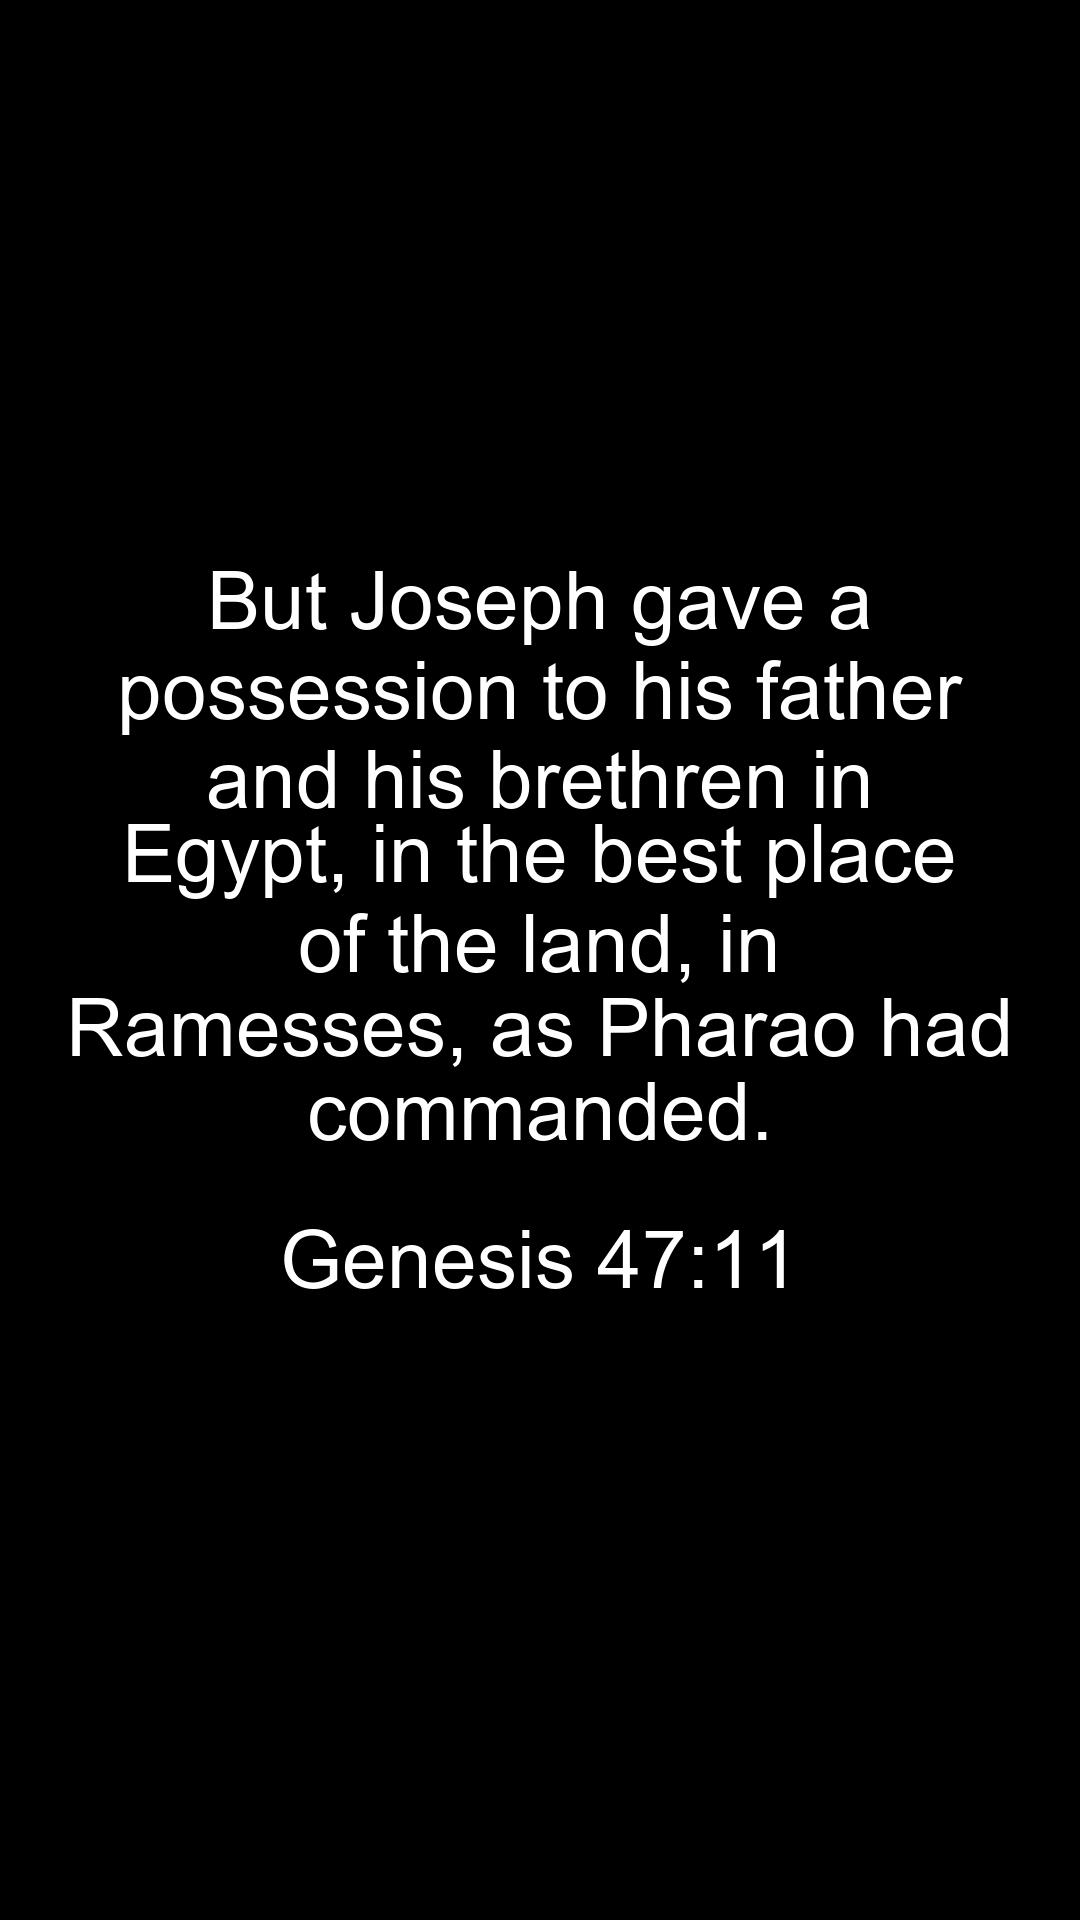 But Joseph gave a
possession to his father
and his brethren in
Egypt, in the best place
of the land, in
Ramesses, as Pharao had
commanded.
Genesis 47:11